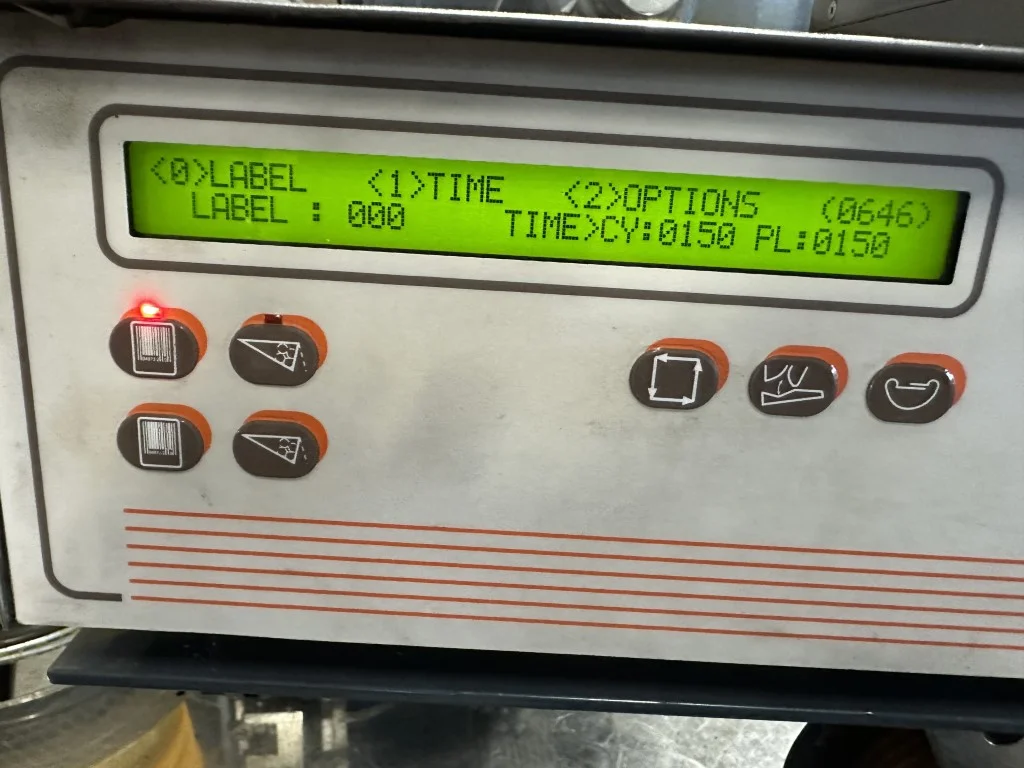 <0>LABEL <1>TIME <2>OPTIONS (0646)
LABEL : 000 TIME>CY:0150 PL:0150